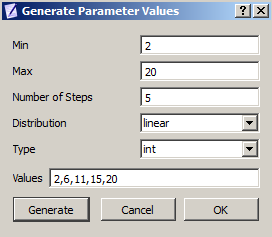 Generate Parameter Values
Min 2
Max 20
Number of Steps 5
Distribution linear
Type int
Values 2,6,11,15,20
Generate Cancel OK